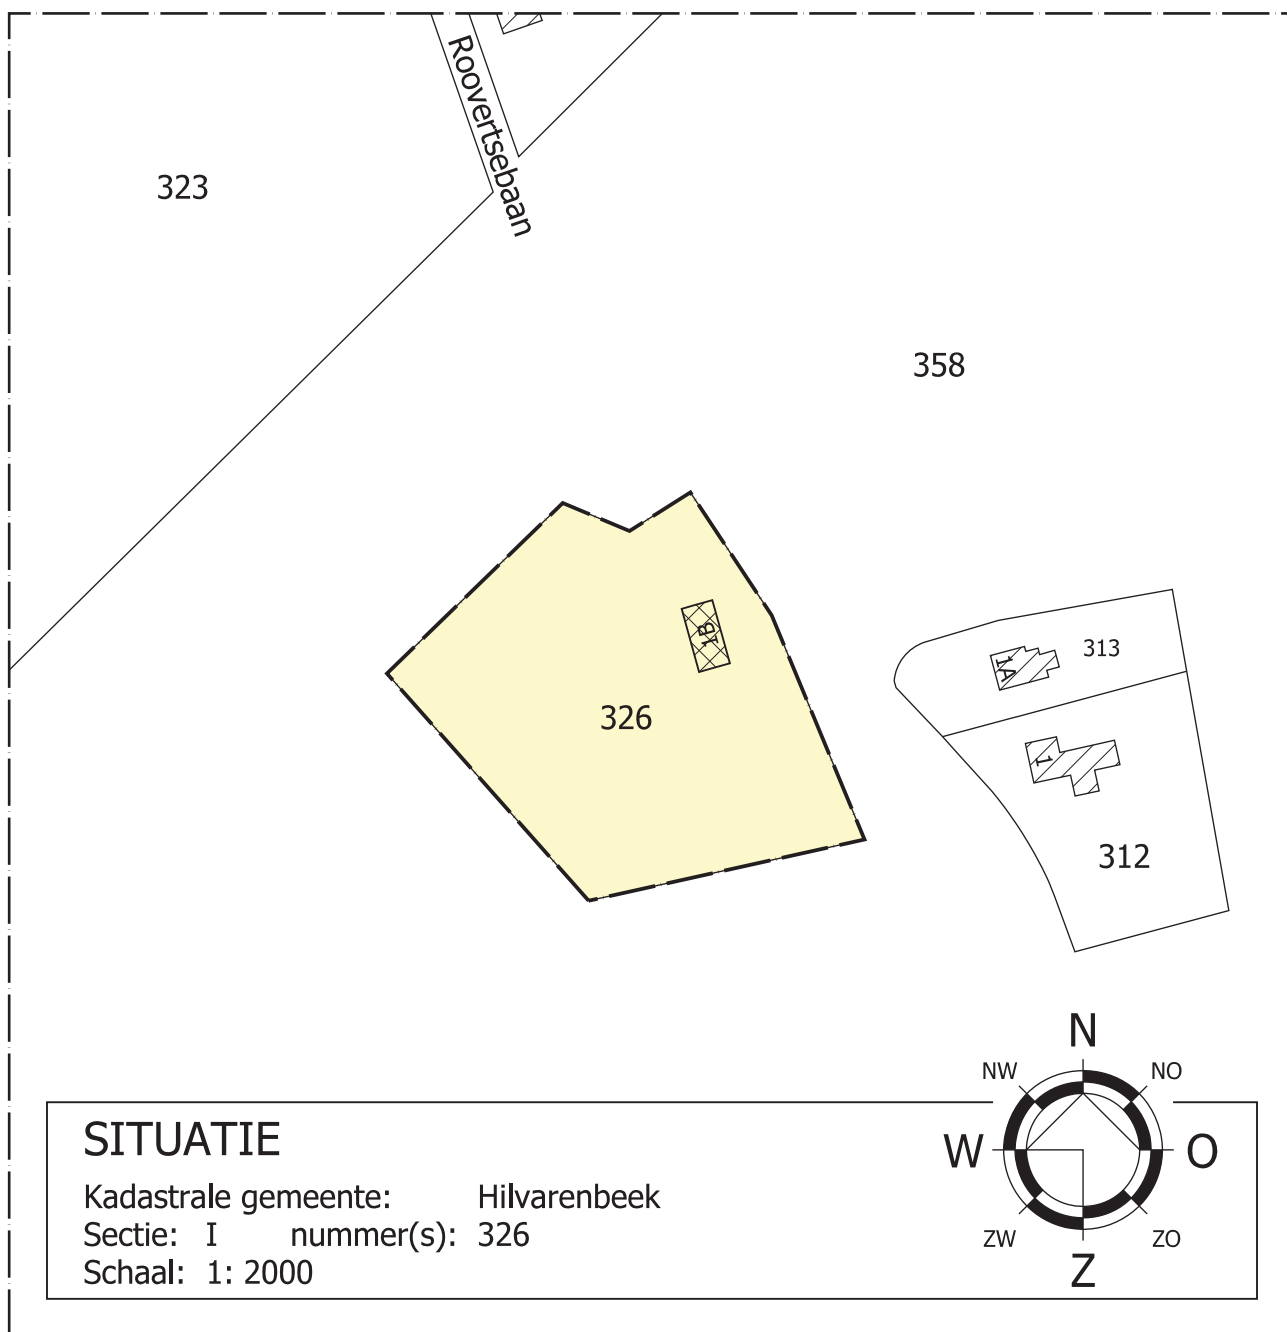 Roovertsebaan
323
358
1B
326
1A
313
1
312
N
NW
NO
W
O
ZW
ZO
Z
SITUATIE
Kadastrale gemeente: Hilvarenbeek
Sectie: I nummer(s): 326
Schaal: 1: 2000